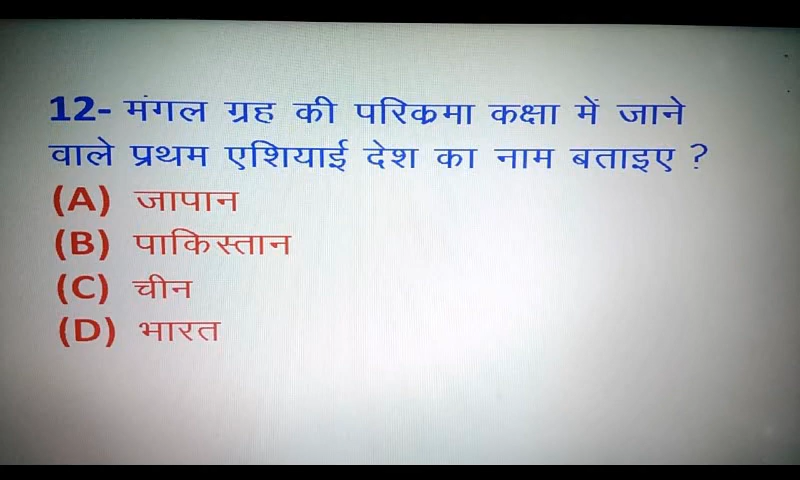 12- मंगल ग्रह की परिक्रमा कक्षा में जाने
वाले प्रथम एशियाई देश का नाम बताइए ?
(A) जापान
(B) पाकिस्तान
(C) चीन
(D) भारत